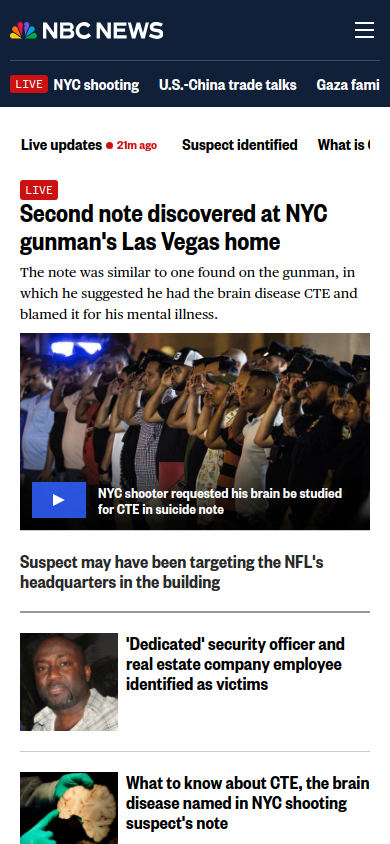 NBC NEWS
LIVE NYC shooting U.S.-China trade talks Gaza fami
Live updates 21m ago Suspect identified What is
LIVE
Second note discovered at NYC
gunman's Las Vegas home
The note was similar to one found on the gunman, in
which he suggested he had the brain disease CTE and
blamed it for his mental illness.
NYC shooter requested his brain be studied
for CTE in suicide note
Suspect may have been targeting the NFL's
headquarters in the building
'Dedicated' security officer and
real estate company employee
identified as victims
What to know about CTE, the brain
disease named in NYC shooting
suspect's note